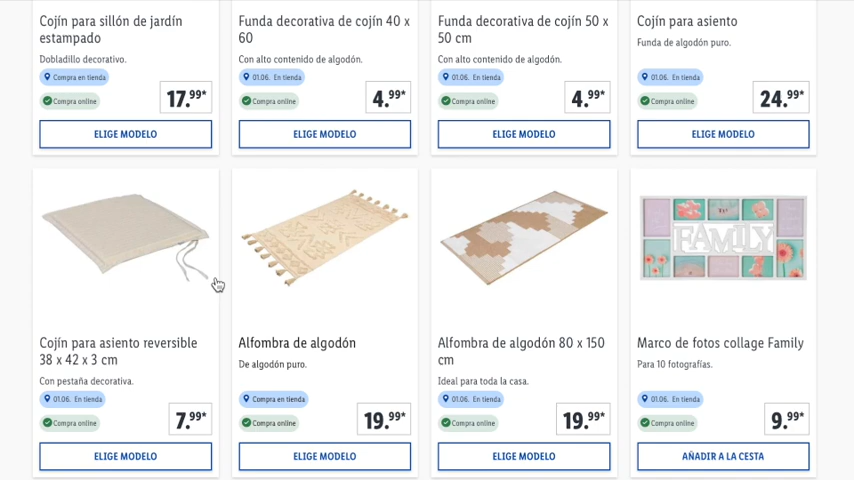 Cojín para sillón de jardín
estampado
Dobladillo decorativo.
Compra en tienda
Compra online
17.99*
ELIGE MODELO
Funda decorativa de cojín 40 x
60
Con alto contenido de algodón.
01.06. En tienda
Compra online
4.99*
ELIGE MODELO
Funda decorativa de cojín 50 x
50 cm
Con alto contenido de algodón.
01.06. En tienda
Compra online
4.99*
ELIGE MODELO
Cojín para asiento
Funda de algodón puro.
01.06. En tienda
Compra online
24.99*
ELIGE MODELO
Cojín para asiento reversible
38 x 42 x 3 cm
Con pestaña decorativa.
01.06. En tienda
Compra online
7.99*
ELIGE MODELO
Alfombra de algodón
De algodón puro.
Compra en tienda
Compra online
19.99*
ELIGE MODELO
Alfombra de algodón 80 x 150
cm
Ideal para toda la casa.
01.06. En tienda
Compra online
19.99*
ELIGE MODELO
FAMILY
Marco de fotos collage Family
Para 10 fotografías.
01.06. En tienda
Compra online
9.99*
AÑADIR A LA CESTA